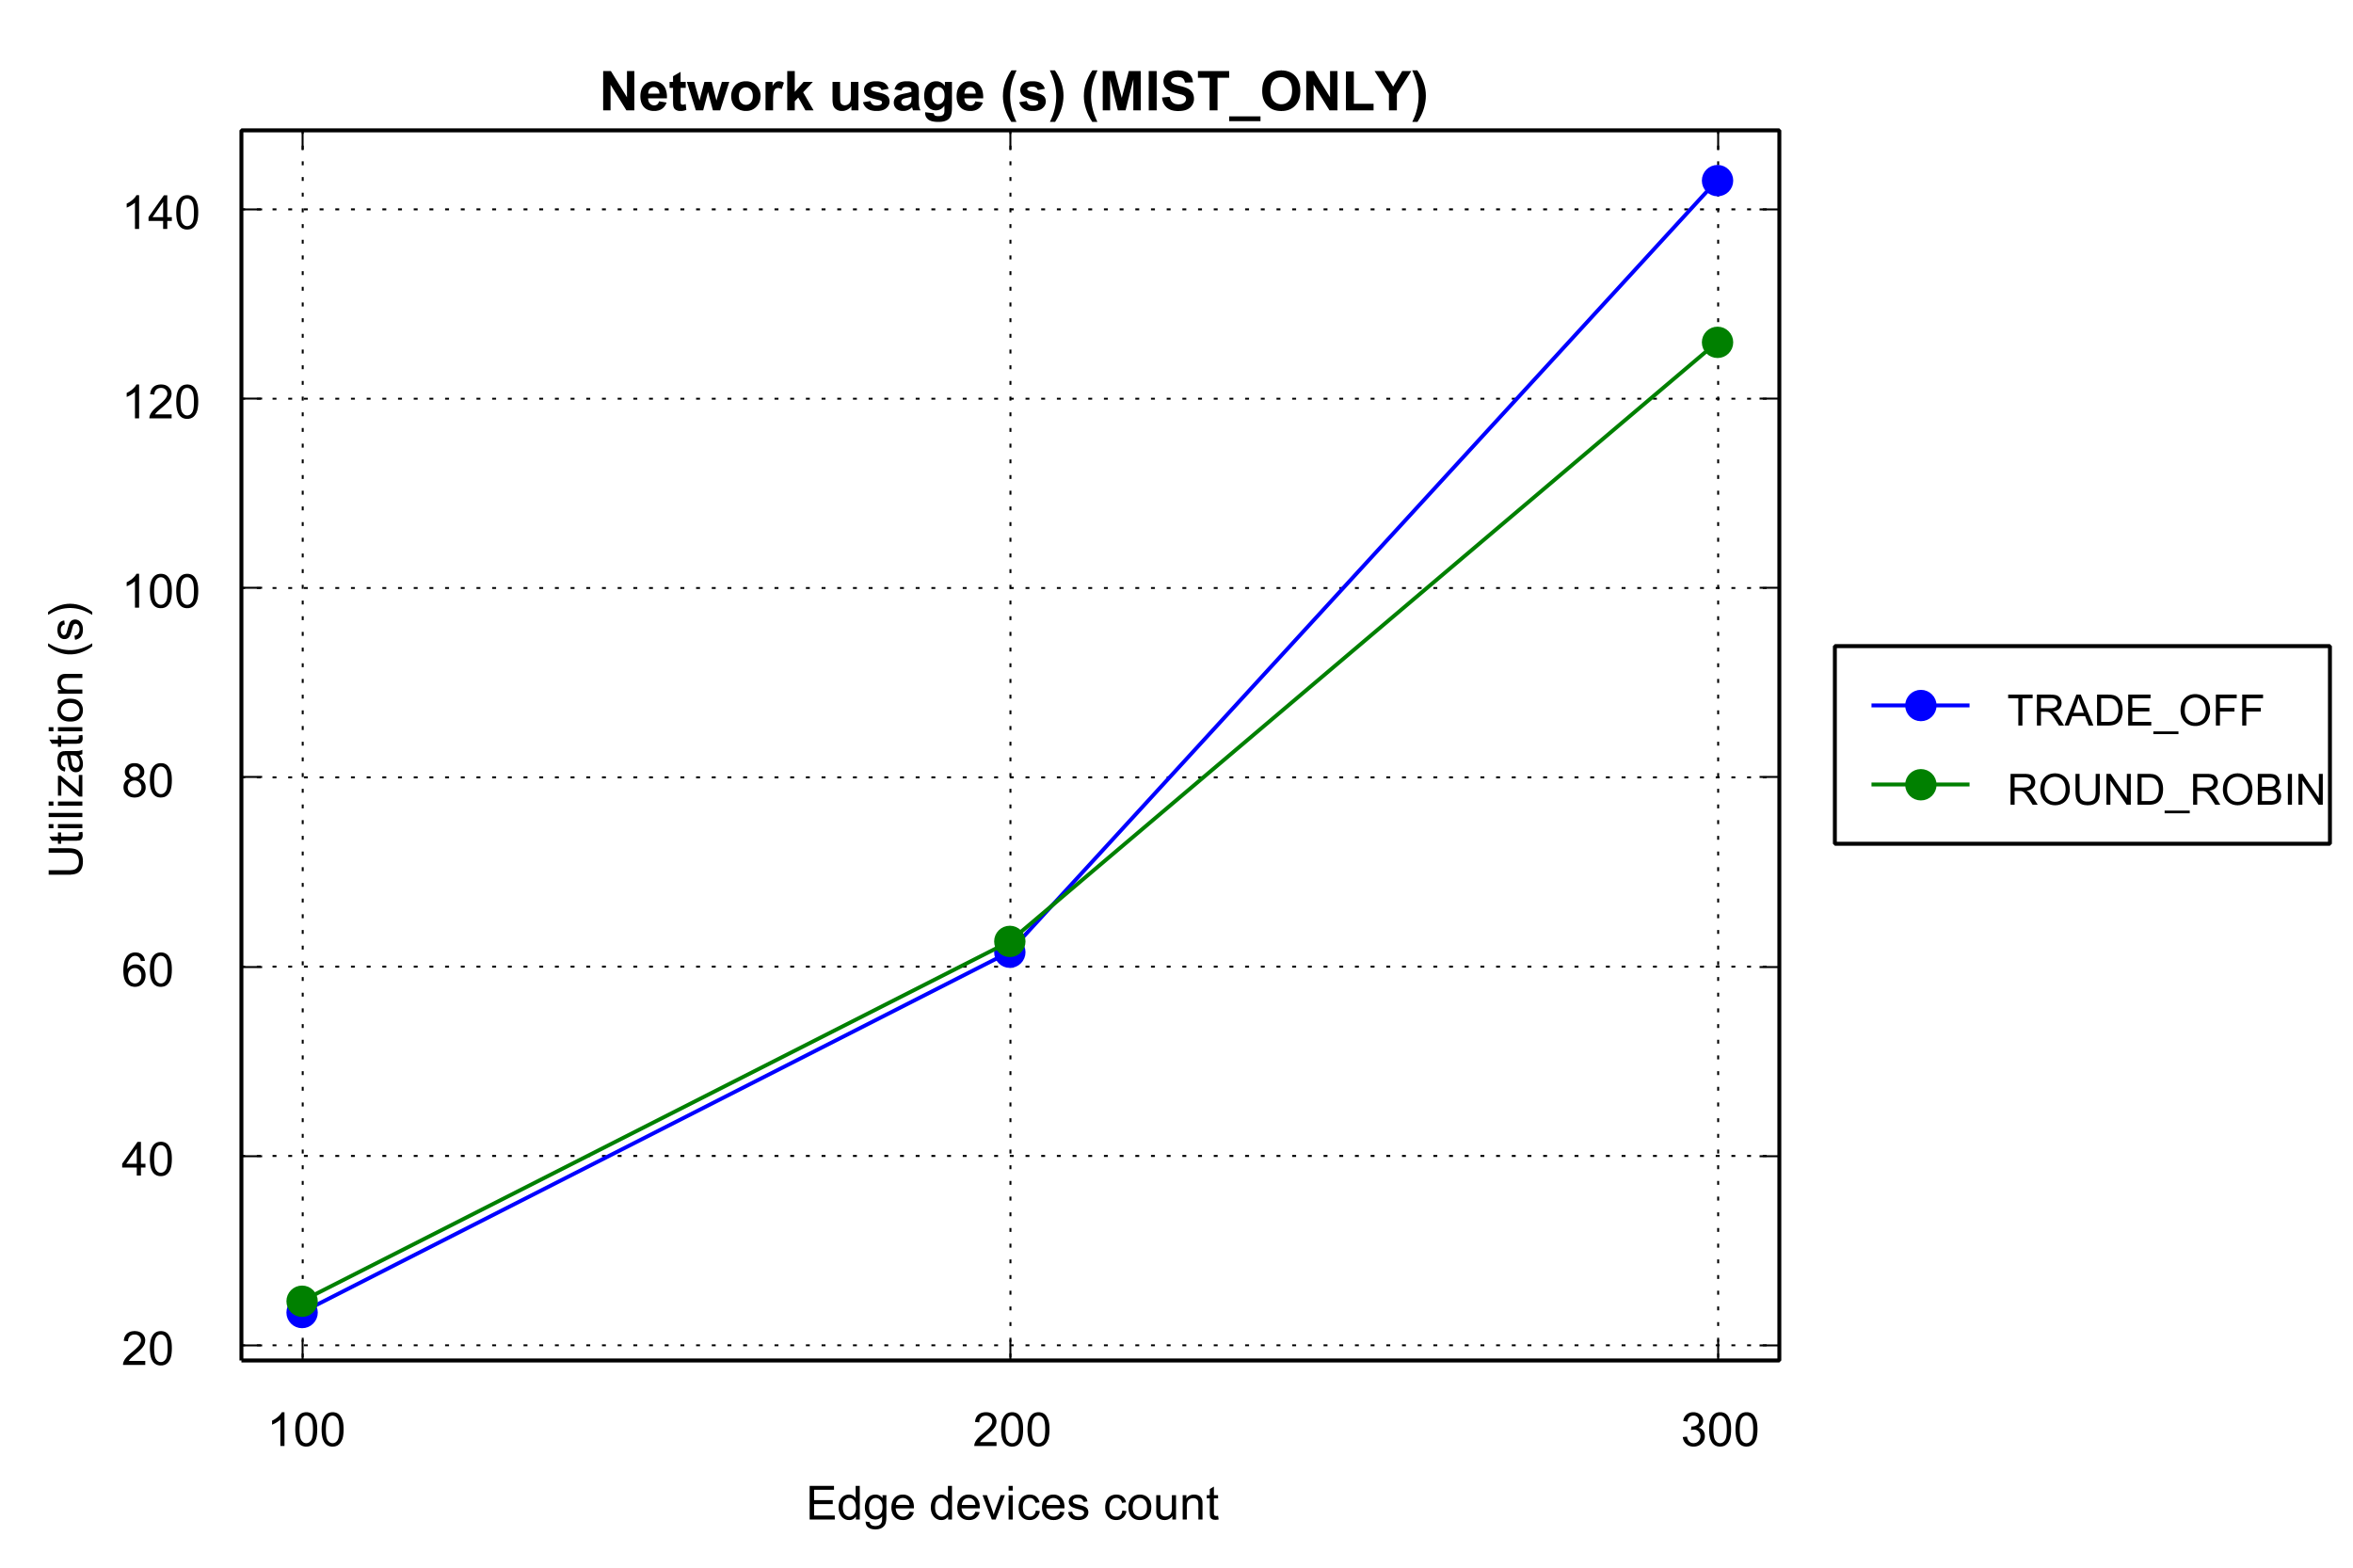 Network usage (s) (MIST_ONLY)
140
120
100
80
60
40
20
Utilization (s)
100 200 300
Edge devices count
TRADE_OFF
ROUND_ROBIN